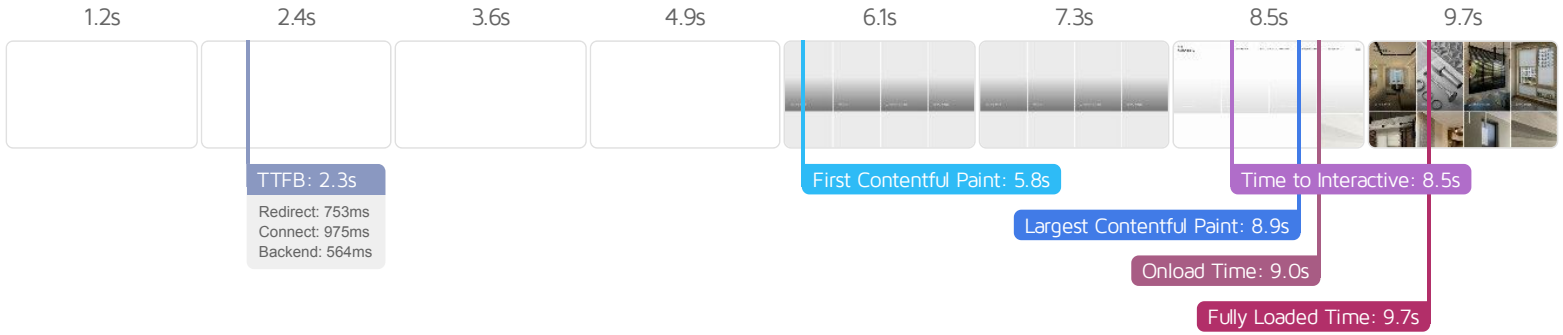 1.2s
2.4s
3.6s
4.9s
6.1s
7.3s
8.5s
9.7s
TTFB: 2.3s
Redirect: 753ms
Connect: 975ms
Backend: 564ms
First Contentful Paint: 5.8s
Time to Interactive: 8.5s
Largest Contentful Paint: 8.9s
Onload Time: 9.0s
Fully Loaded Time: 9.7s